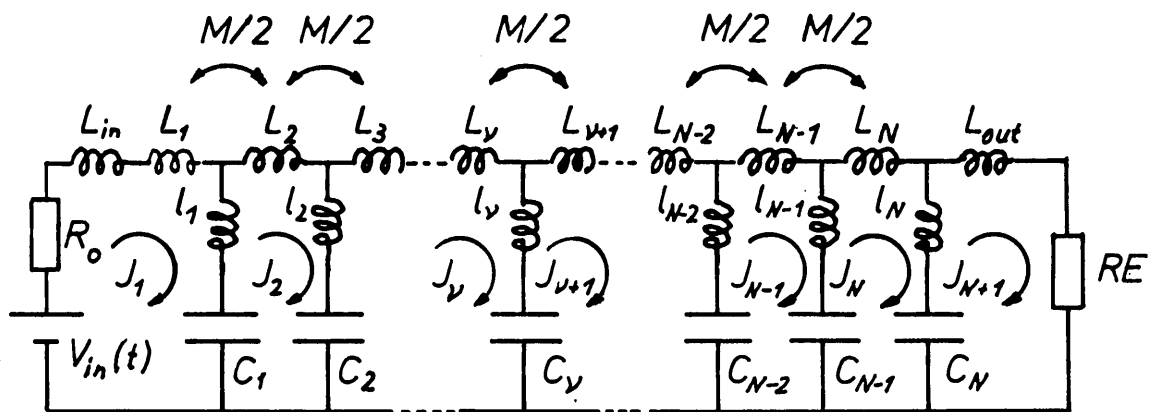 M/2 M/2 M/2 M/2 M/2
L_in L_1 L_2 L_3 L_ν L_ν+1 L_N-2 L_N-1 L_N L_out
l_1 l_2 l_ν l_N-2 l_N-1 l_N
R_o J_1 J_2 J_ν J_ν+1 J_N-1 J_N J_N+1 RE
V_in(t) C_1 C_2 C_ν C_N-2 C_N-1 C_N